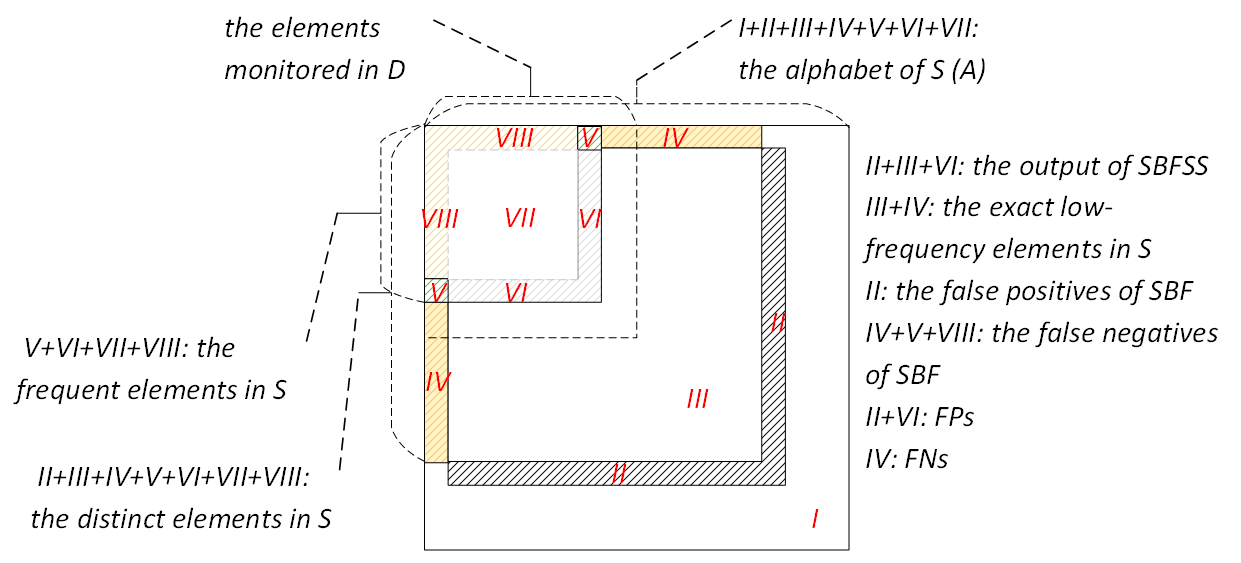 the elements
monitored in D
I+II+III+IV+V+VI+VII:
the alphabet of S (A)
VIII
V
IV
VIII
VII
VI
V
VI
IV
III
II
II
I
V+VI+VII+VIII: the
frequent elements in S
II+III+IV+V+VI+VII+VIII:
the distinct elements in S
II+III+VI: the output of SBFSS
III+IV: the exact low-
frequency elements in S
II: the false positives of SBF
IV+V+VIII: the false negatives
of SBF
II+VI: FPs
IV: FNs